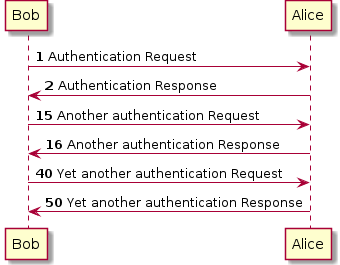 Bob Alice
1 Authentication Request
2 Authentication Response
15 Another authentication Request
16 Another authentication Response
40 Yet another authentication Request
50 Yet another authentication Response
Bob Alice